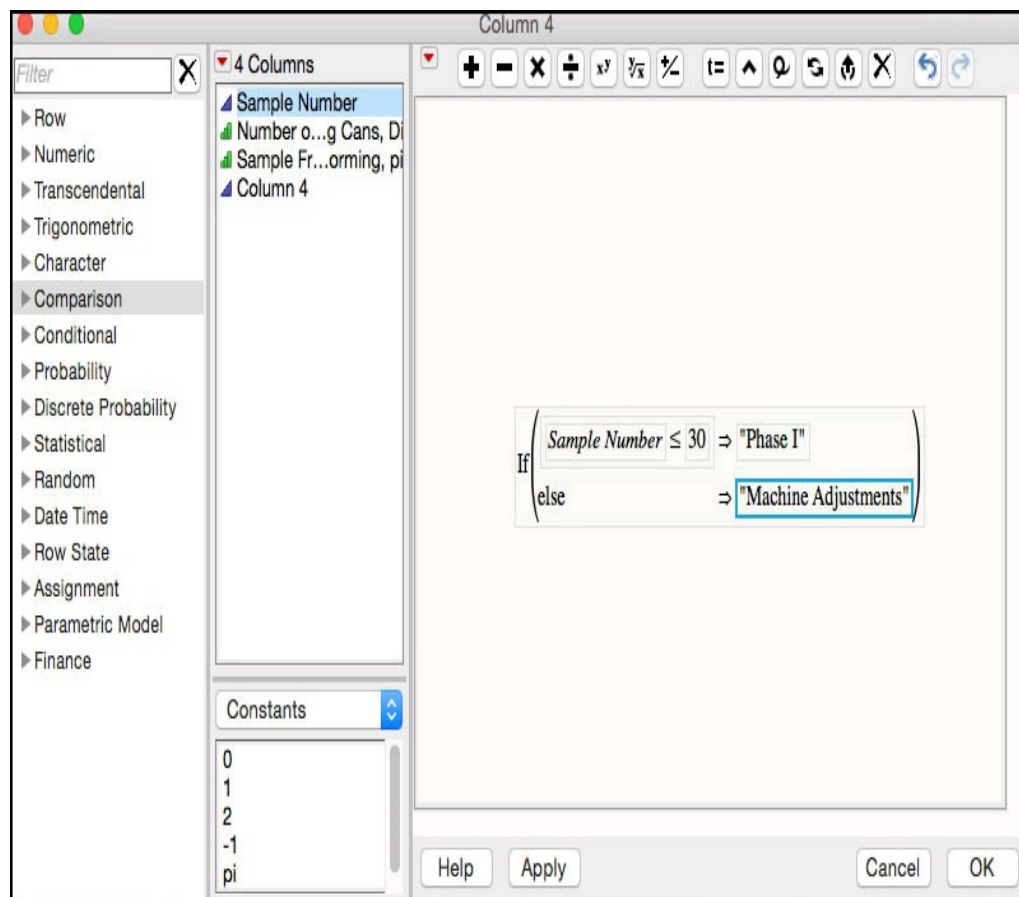 Column 4
Filter
Row
Numeric
Transcendental
Trigonometric
Character
Comparison
Conditional
Probability
Discrete Probability
Statistical
Random
Date Time
Row State
Assignment
Parametric Model
Finance
4 Columns
Sample Number
Number o...g Cans, Di
Sample Fr...orming, pi
Column 4
Constants
0
1
2
-1
pi
+ − × ÷ xʸ ʸ√x +/− t= ^
If( Sample Number ≤ 30 ⇒ "Phase I"
else ⇒ "Machine Adjustments" )
Help Apply Cancel OK